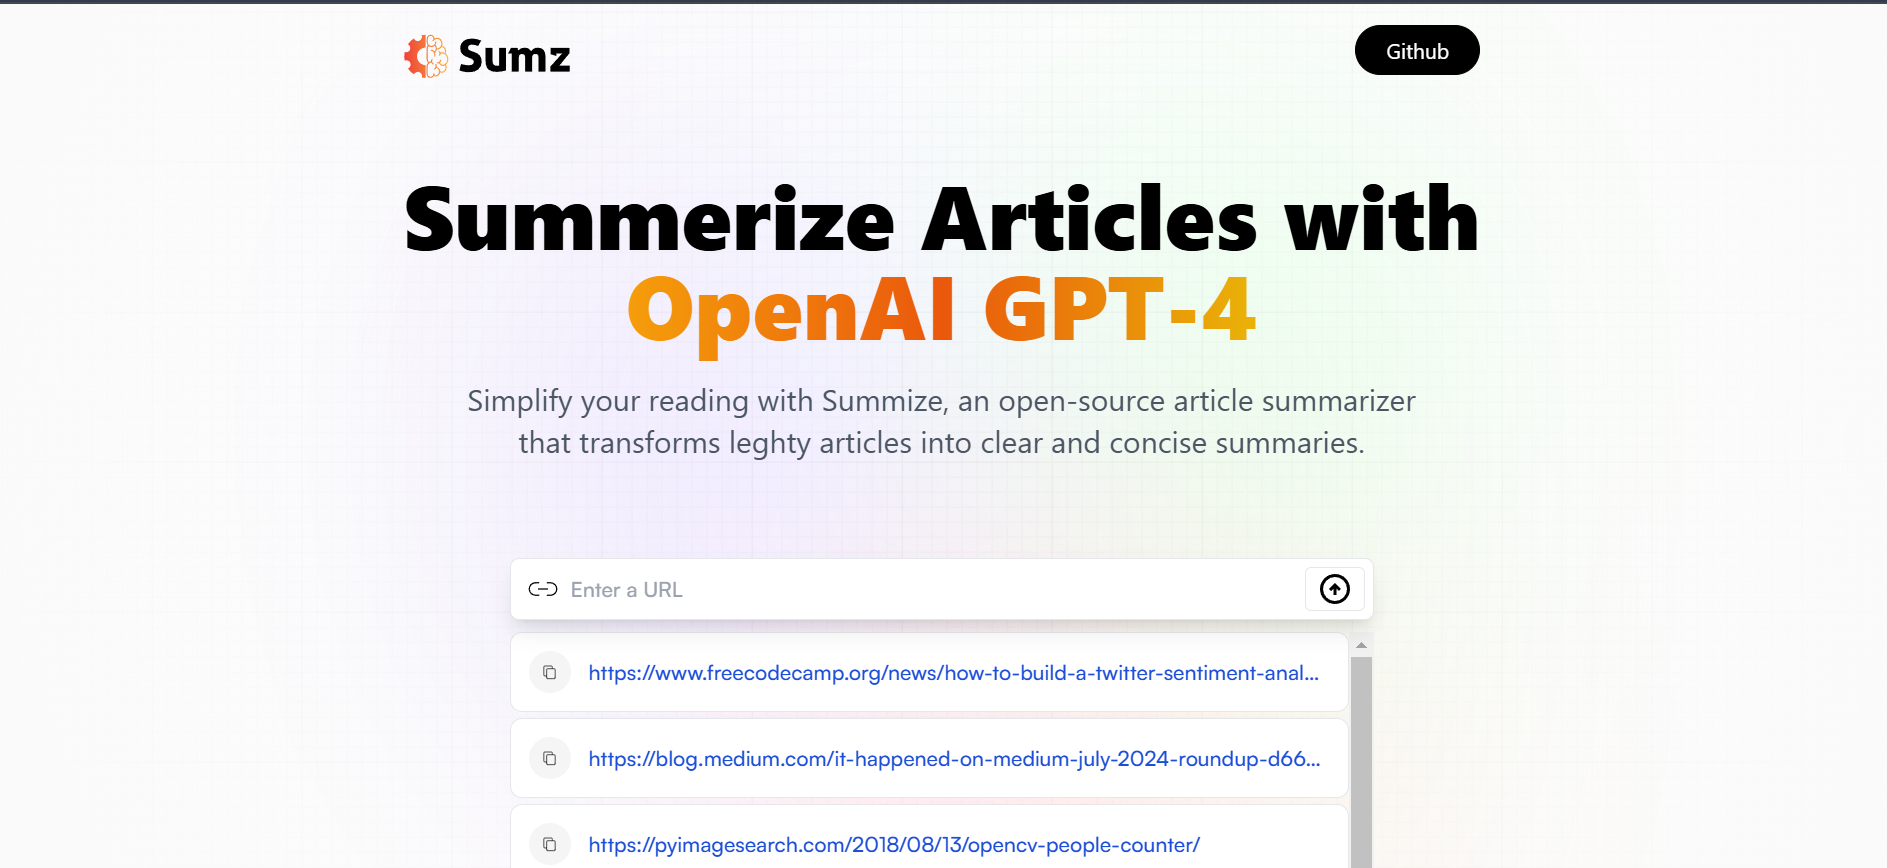 Sumz
Github
Summerize Articles with
OpenAI GPT-4
Simplify your reading with Summize, an open-source article summarizer
that transforms leghty articles into clear and concise summaries.
Enter a URL
https://www.freecodecamp.org/news/how-to-build-a-twitter-sentiment-anal...
https://blog.medium.com/it-happened-on-medium-july-2024-roundup-d66...
https://pyimagesearch.com/2018/08/13/opencv-people-counter/